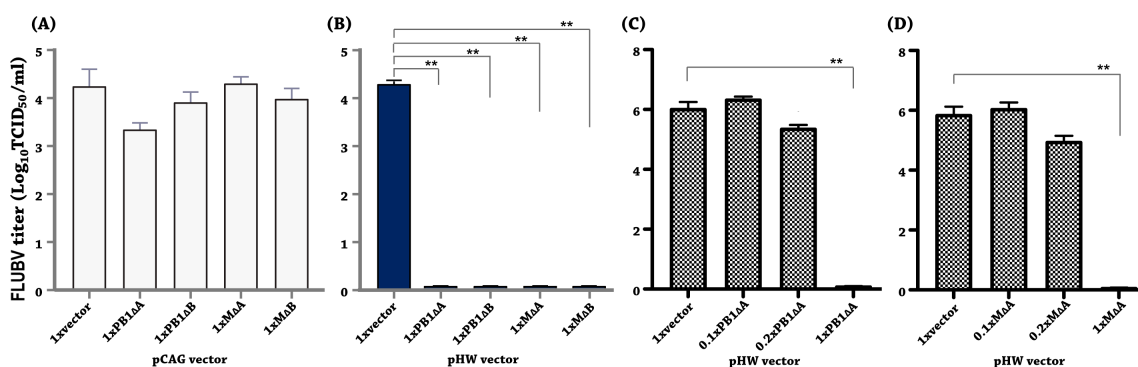 (A)
FLUBV titer (Log10TCID50/ml)
5
4
3
2
1
0
1xvector
1xPB1ΔA
1xPB1ΔB
1xMΔA
1xMΔB
pCAG vector
(B)
**
**
**
**
5
4
3
2
1
0
1xvector
1xPB1ΔA
1xPB1ΔB
1xMΔA
1xMΔB
pHW vector
(C)
**
8
6
4
2
0
1xvector
0.1xPB1ΔA
0.2xPB1ΔA
1xPB1ΔA
pHW vector
(D)
**
8
6
4
2
0
1xvector
0.1xMΔA
0.2xMΔA
1xMΔA
pHW vector